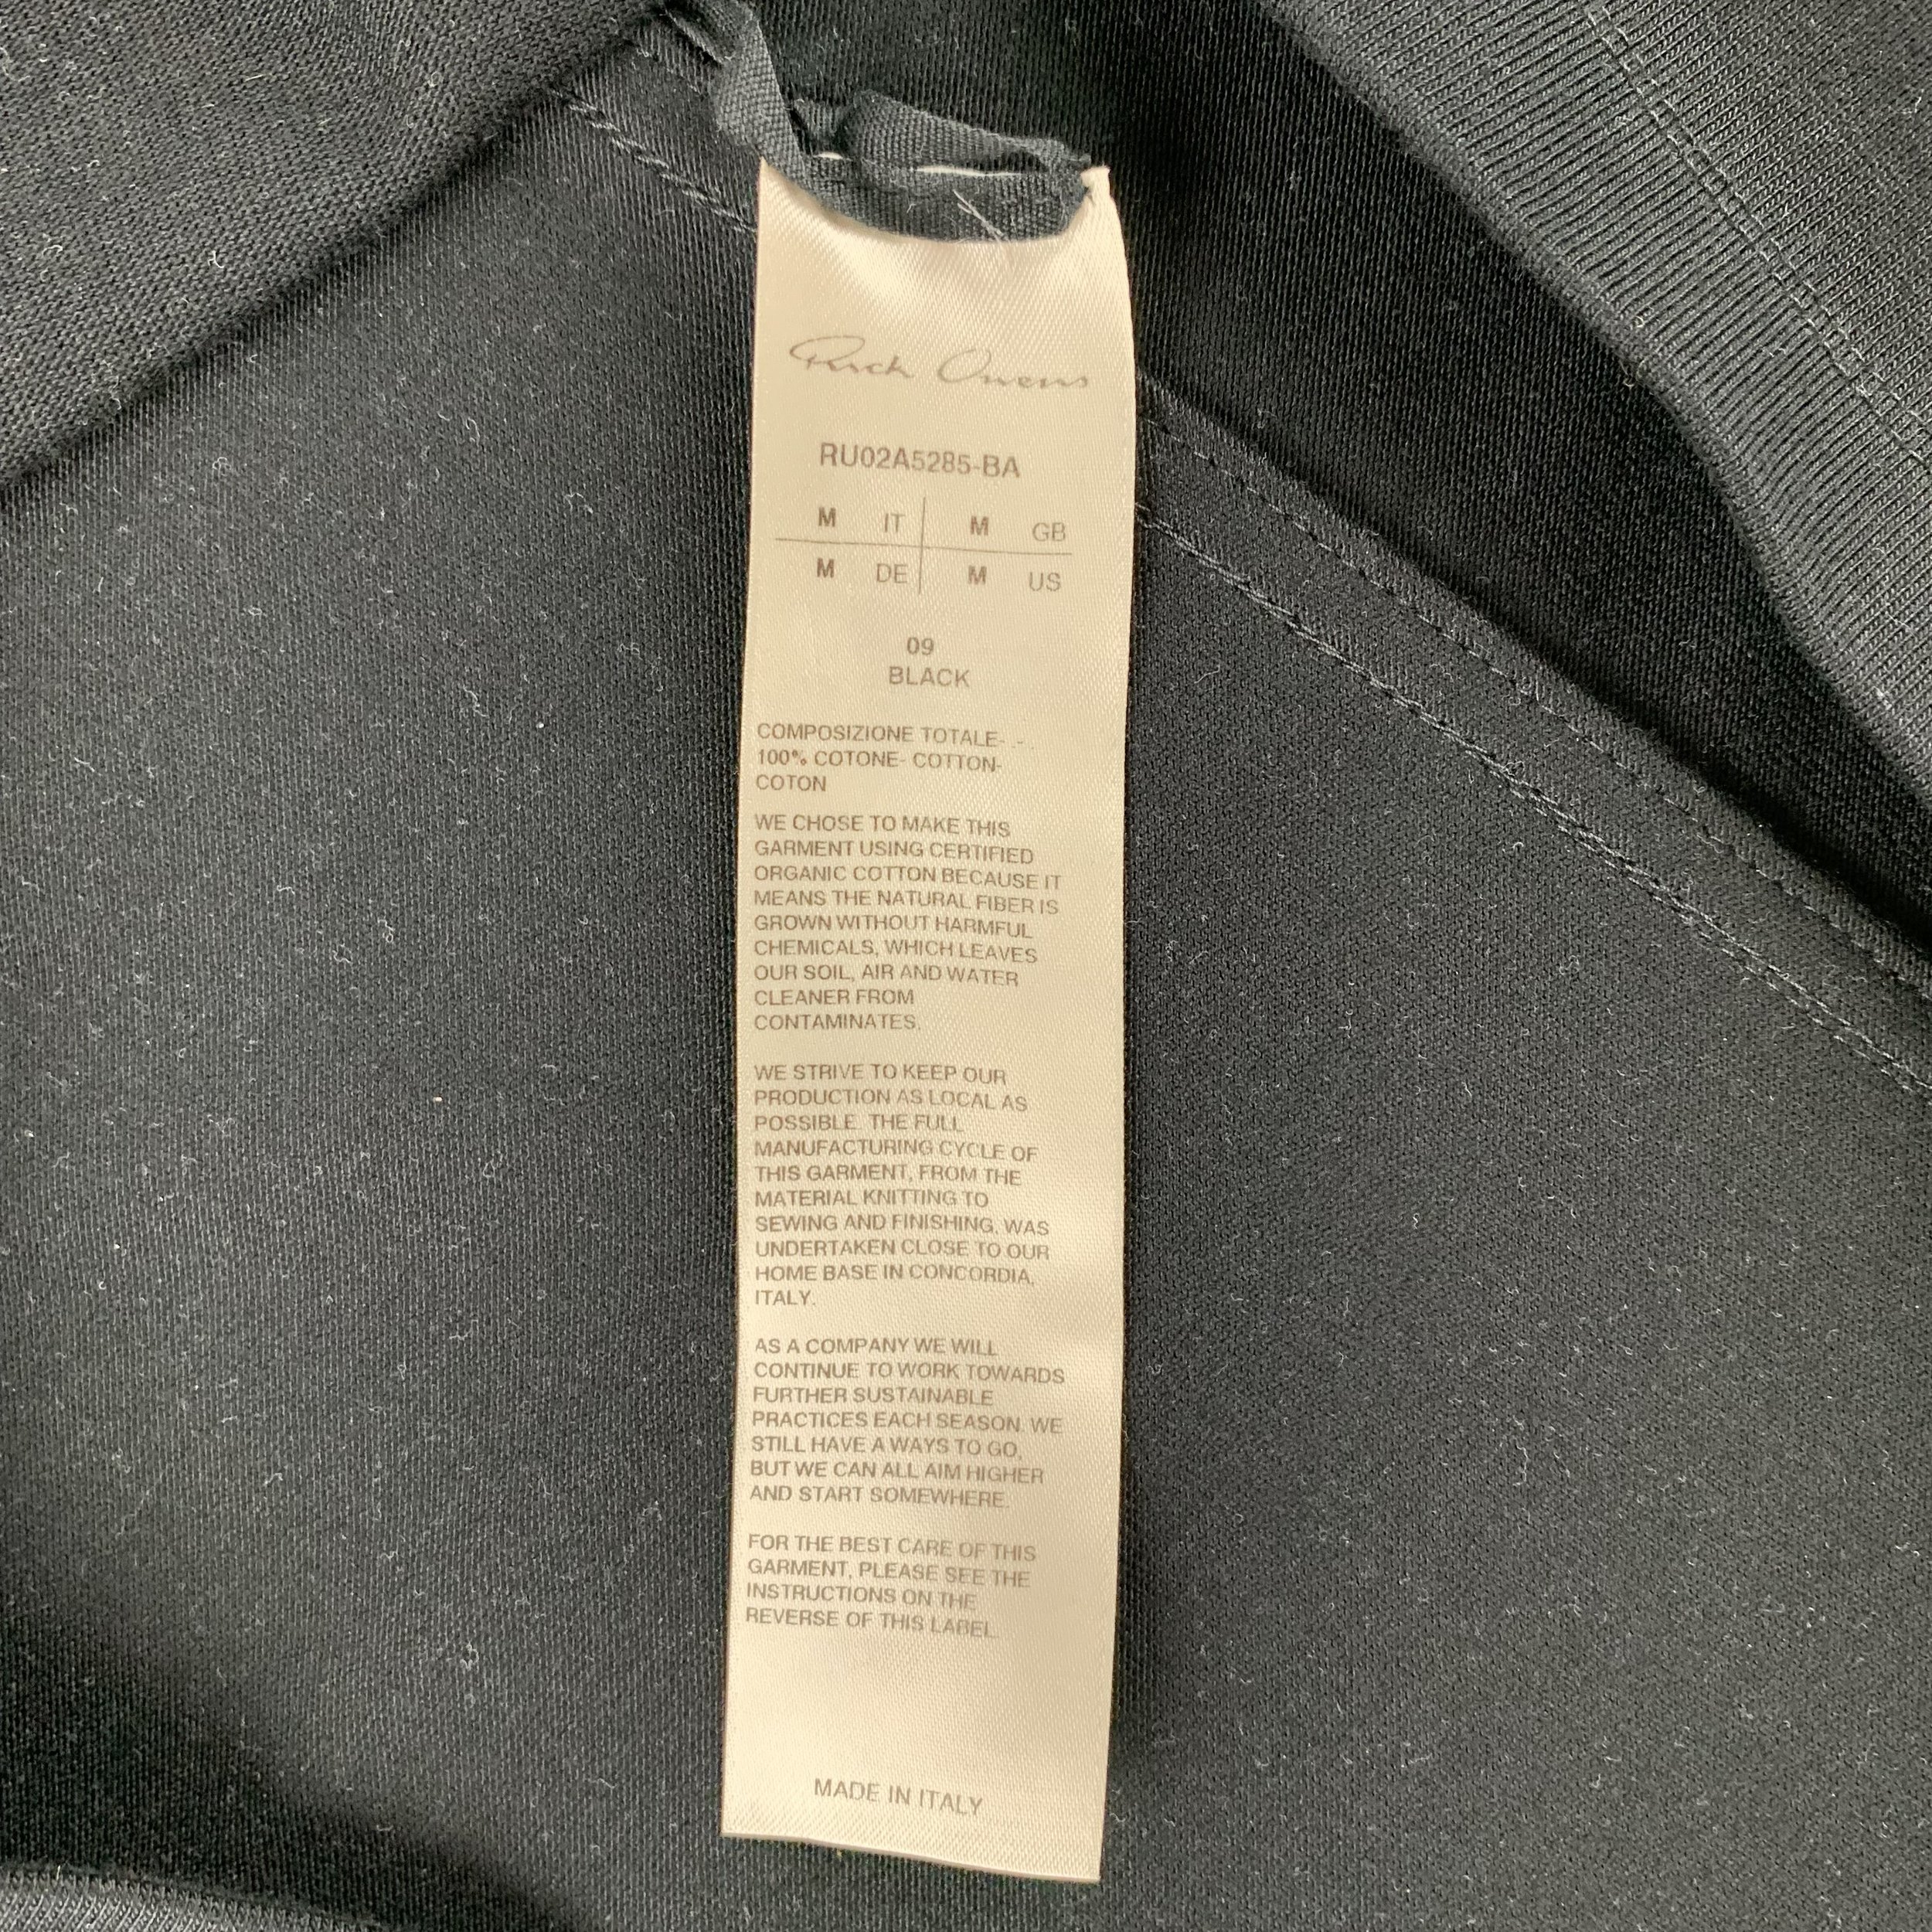 Rick Owens
RU02A5285-BA
M IT M GB
M DE M US
09
BLACK
COMPOSIZIONE TOTALE- .- .
100% COTONE- COTTON-
COTON
WE CHOSE TO MAKE THIS
GARMENT USING CERTIFIED
ORGANIC COTTON BECAUSE IT
MEANS THE NATURAL FIBER IS
GROWN WITHOUT HARMFUL
CHEMICALS, WHICH LEAVES
OUR SOIL, AIR AND WATER
CLEANER FROM
CONTAMINATES.
WE STRIVE TO KEEP OUR
PRODUCTION AS LOCAL AS
POSSIBLE. THE FULL
MANUFACTURING CYCLE OF
THIS GARMENT, FROM THE
MATERIAL KNITTING TO
SEWING AND FINISHING, WAS
UNDERTAKEN CLOSE TO OUR
HOME BASE IN CONCORDIA,
ITALY.
AS A COMPANY WE WILL
CONTINUE TO WORK TOWARDS
FURTHER SUSTAINABLE
PRACTICES EACH SEASON. WE
STILL HAVE A WAYS TO GO,
BUT WE CAN ALL AIM HIGHER
AND START SOMEWHERE.
FOR THE BEST CARE OF THIS
GARMENT, PLEASE SEE THE
INSTRUCTIONS ON THE
REVERSE OF THIS LABEL.
MADE IN ITALY